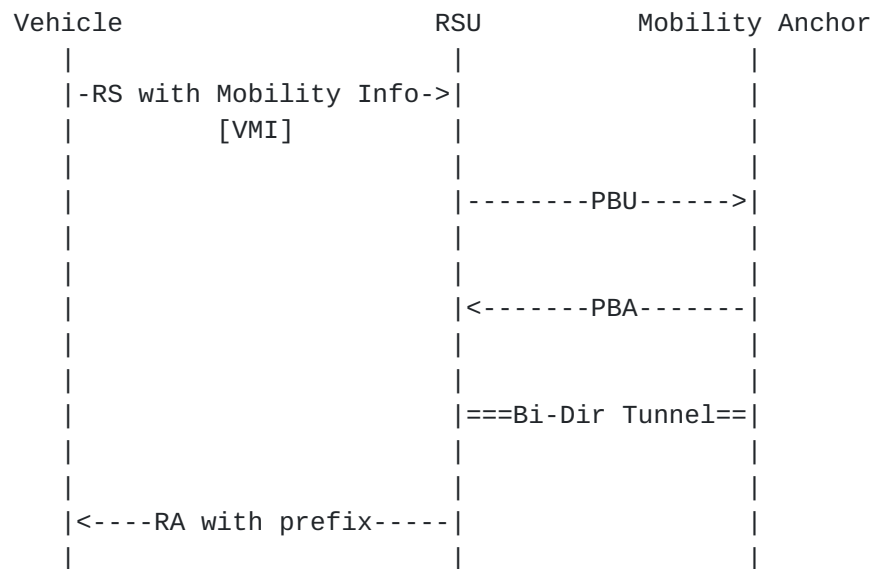 Vehicle RSU Mobility Anchor
-RS with Mobility Info->
[VMI]
--------PBU------>
<-------PBA-------
===Bi-Dir Tunnel==
<----RA with prefix-----